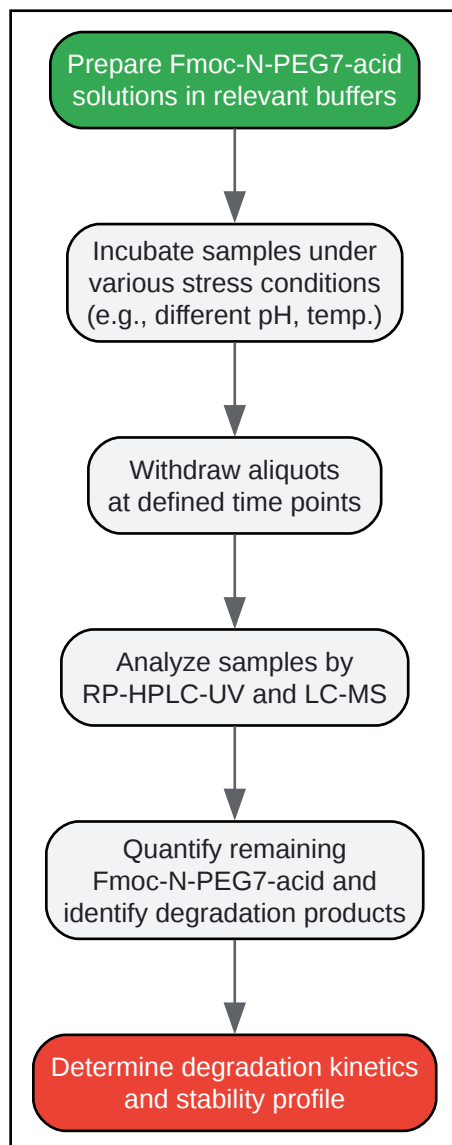 Prepare Fmoc-N-PEG7-acid
solutions in relevant buffers
Incubate samples under
various stress conditions
(e.g., different pH, temp.)
Withdraw aliquots
at defined time points
Analyze samples by
RP-HPLC-UV and LC-MS
Quantify remaining
Fmoc-N-PEG7-acid and
identify degradation products
Determine degradation kinetics
and stability profile